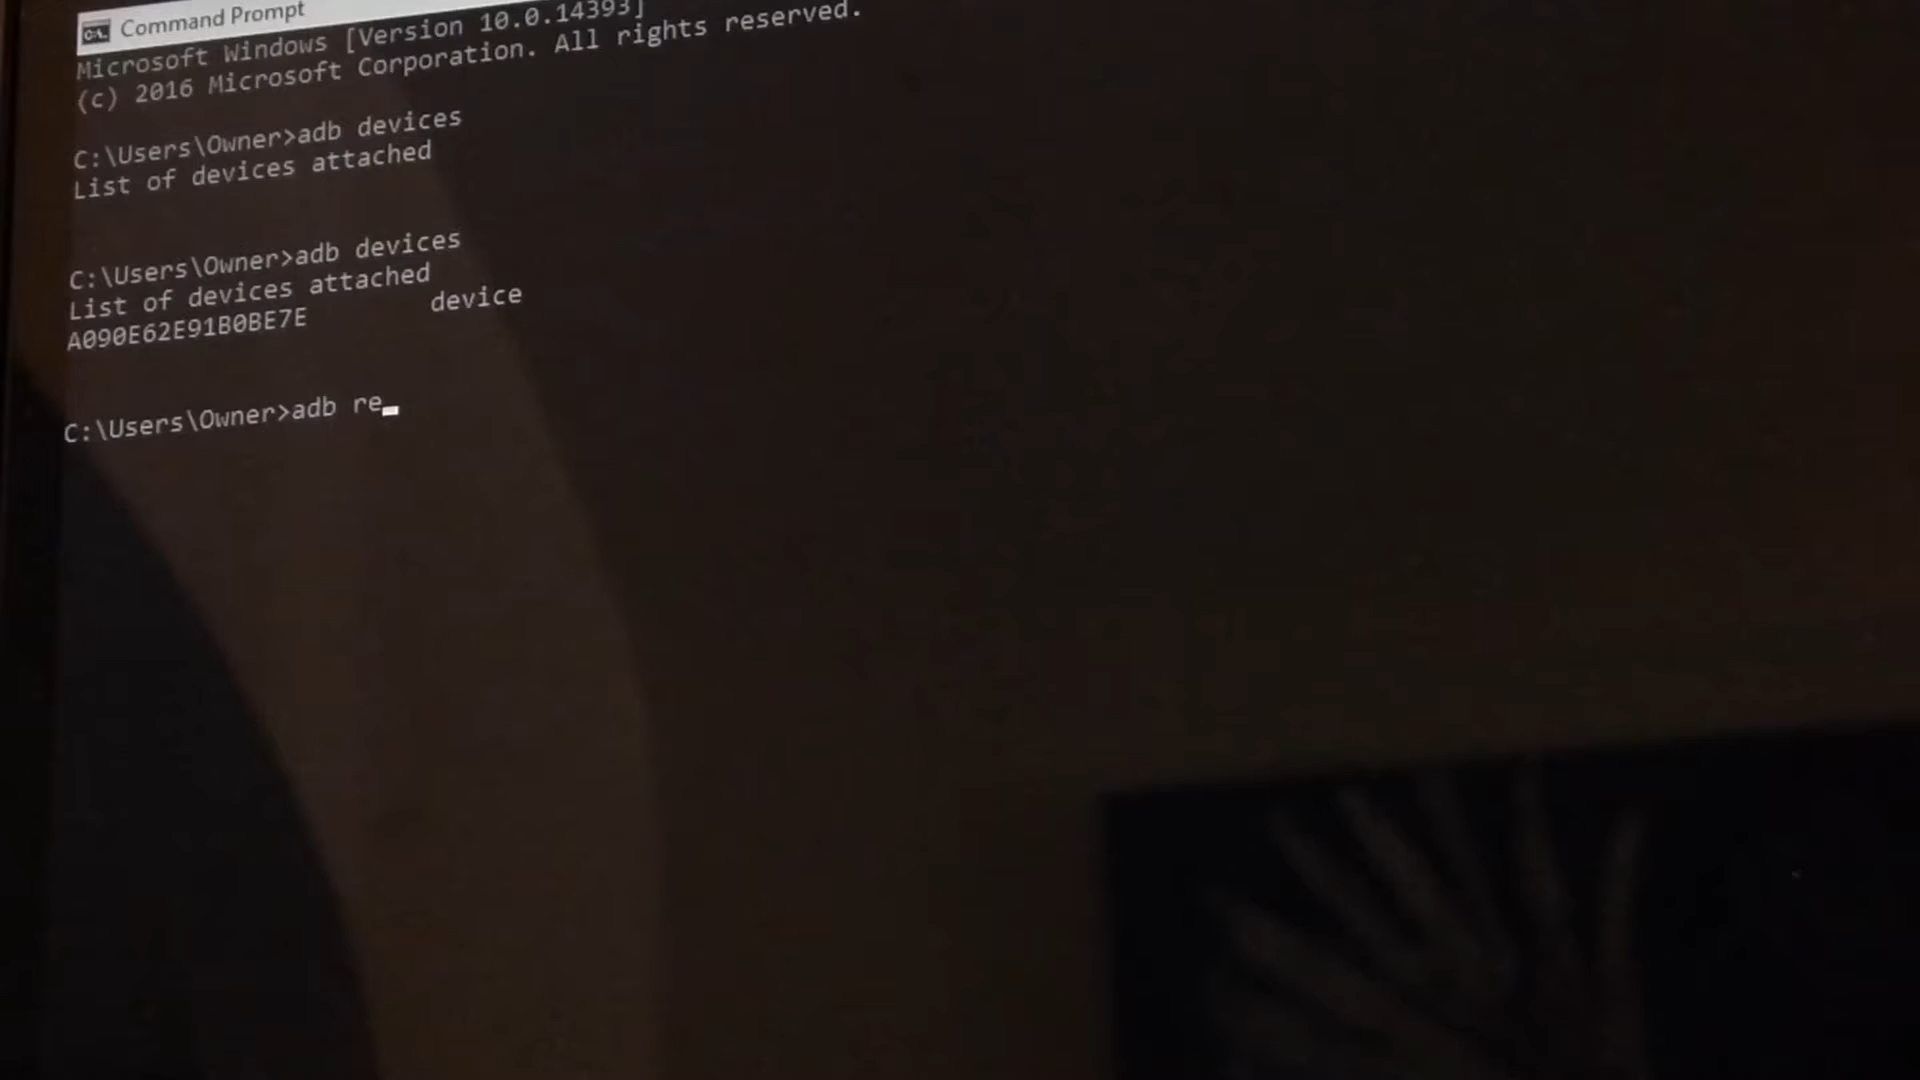 Command Prompt
Microsoft Windows [Version 10.0.14393]
(c) 2016 Microsoft Corporation. All rights reserved.
C:\Users\Owner>adb devices
List of devices attached
C:\Users\Owner>adb devices
List of devices attached
A090E62E91B0BE7E device
C:\Users\Owner>adb re